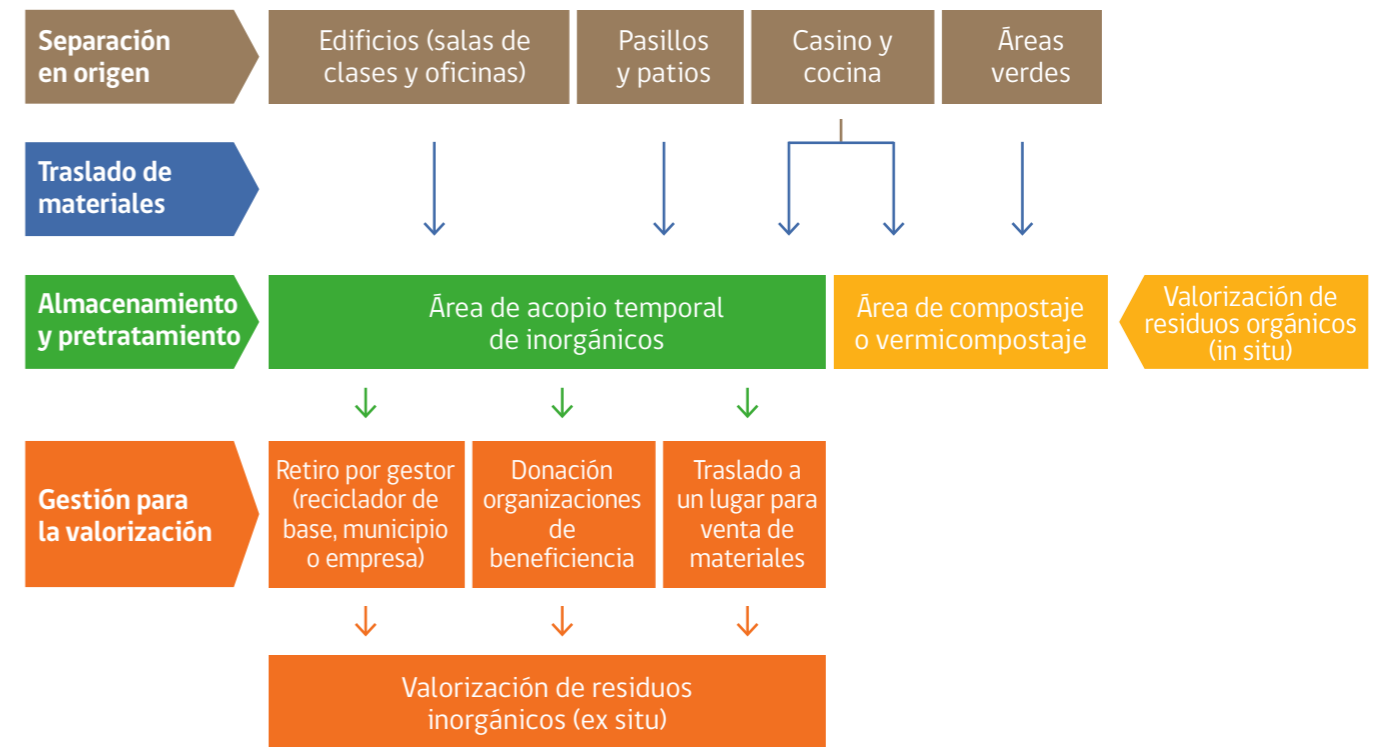 Separación
en origen
Edificios (salas de
clases y oficinas)
Pasillos
y patios
Casino y
cocina
Áreas
verdes
Traslado de
materiales
Almacenamiento
y pretratamiento
Área de acopio temporal
de inorgánicos
Área de compostaje
o vermicompostaje
Valorización de
residuos orgánicos
(in situ)
Gestión para
la valorización
Retiro por gestor
(reciclador de
base, municipio
o empresa)
Donación
organizaciones
de
beneficiencia
Traslado a
un lugar para
venta de
materiales
Valorización de residuos
inorgánicos (ex situ)